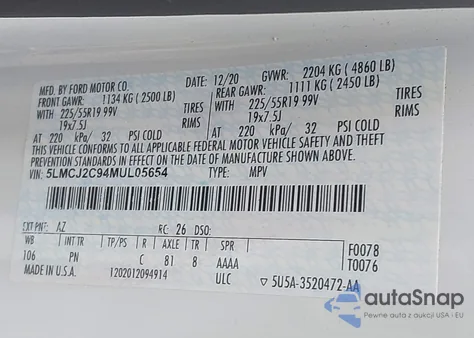 MFD. BY FORD MOTOR CO. DATE: 12/20 GVWR: 2204 KG ( 4860 LB)
FRONT GAWR: 1134 KG ( 2500 LB) REAR GAWR: 1111 KG ( 2450 LB)
WITH 225/55R19 99V TIRES WITH 225/55R19 99V TIRES
19x7.5J RIMS 19x7.5J RIMS
AT 220 kPa/ 32 PSI COLD AT 220 kPa/ 32 PSI COLD
THIS VEHICLE CONFORMS TO ALL APPLICABLE FEDERAL MOTOR VEHICLE SAFETY AND THEFT
PREVENTION STANDARDS IN EFFECT ON THE DATE OF MANUFACTURE SHOWN ABOVE.
VIN: 5LMCJ2C94MUL05654 TYPE: MPV
EXT PNT: AZ RC: 26 DSO:
WB INT TR TP/PS R AXLE TR SPR F0078
106 PN C 81 8 AAAA T0076
MADE IN U.S.A. 1202012094914 ULC ▽ 5U5A-3520472-AA
autoSnap
Pewne auta z USA i EU